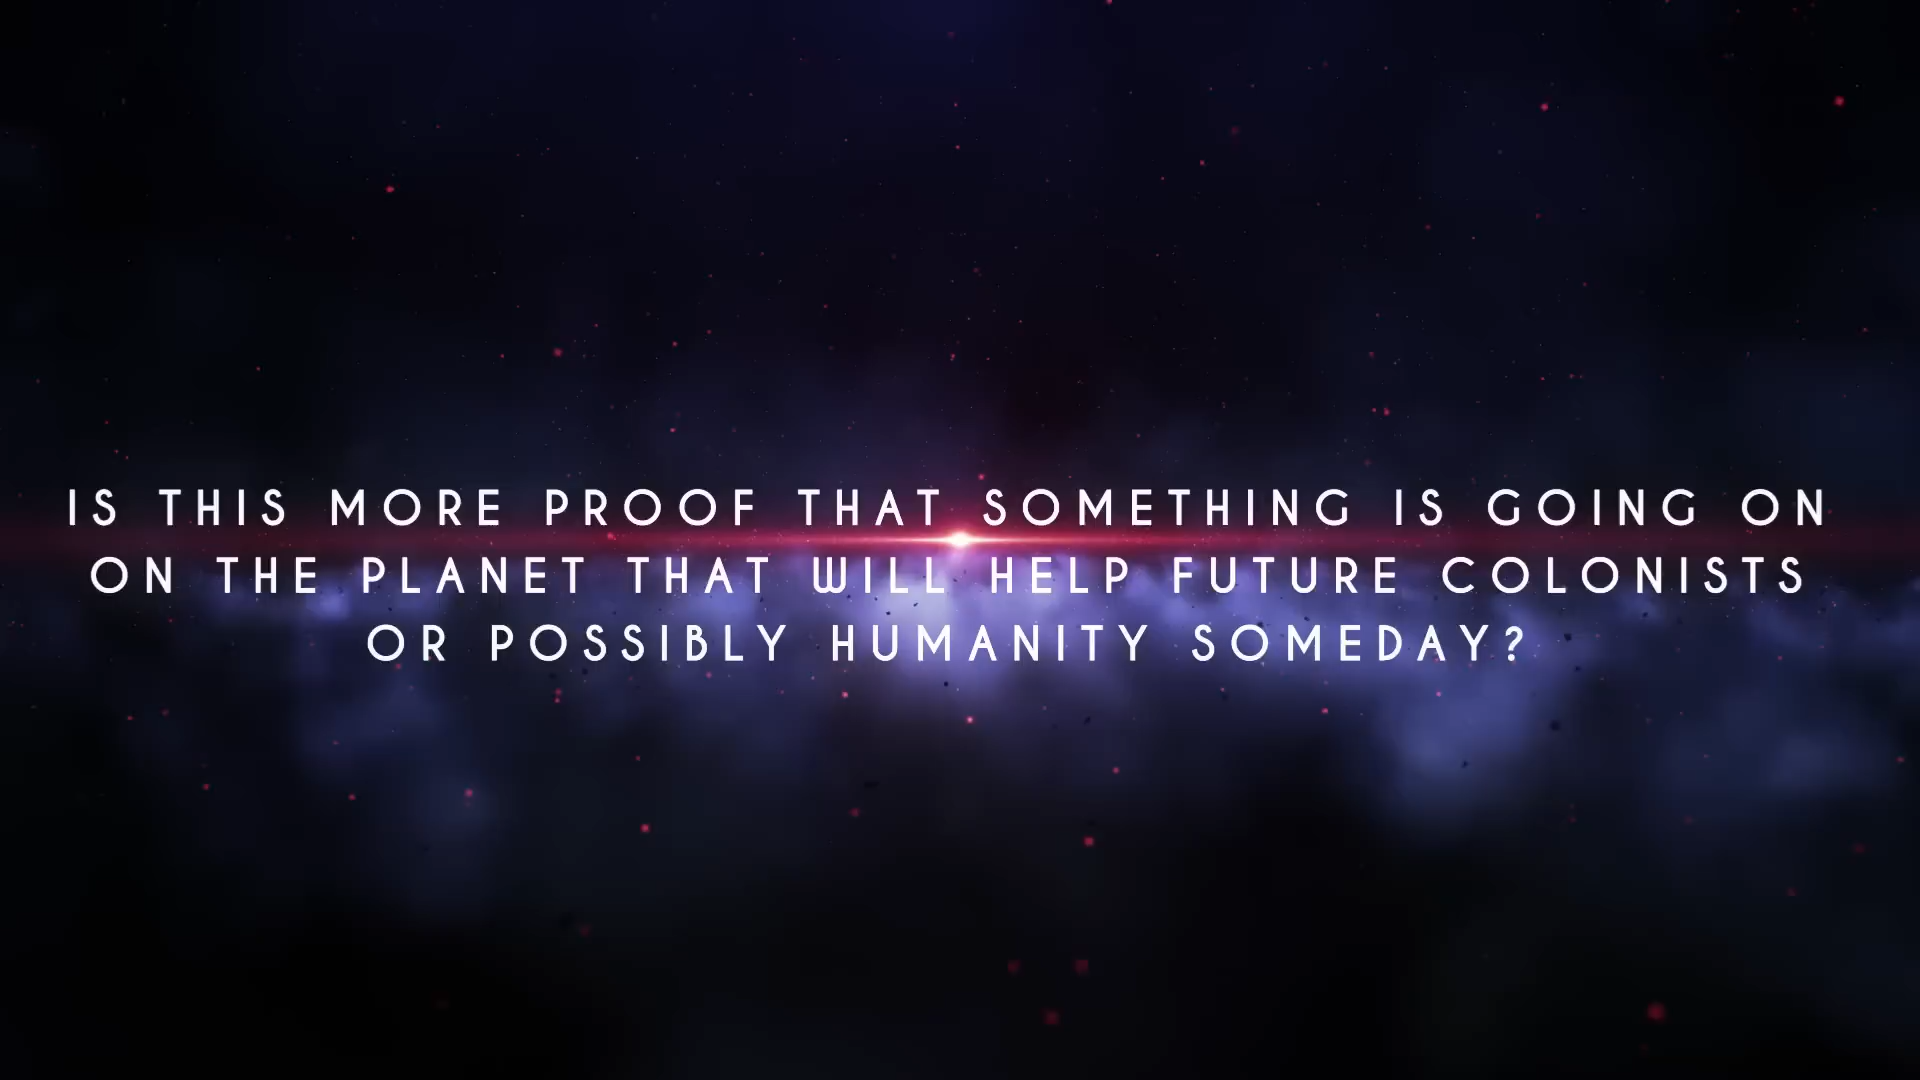 IS THIS MORE PROOF THAT SOMETHING IS GOING ON
ON THE PLANET THAT WILL HELP FUTURE COLONISTS
OR POSSIBLY HUMANITY SOMEDAY?